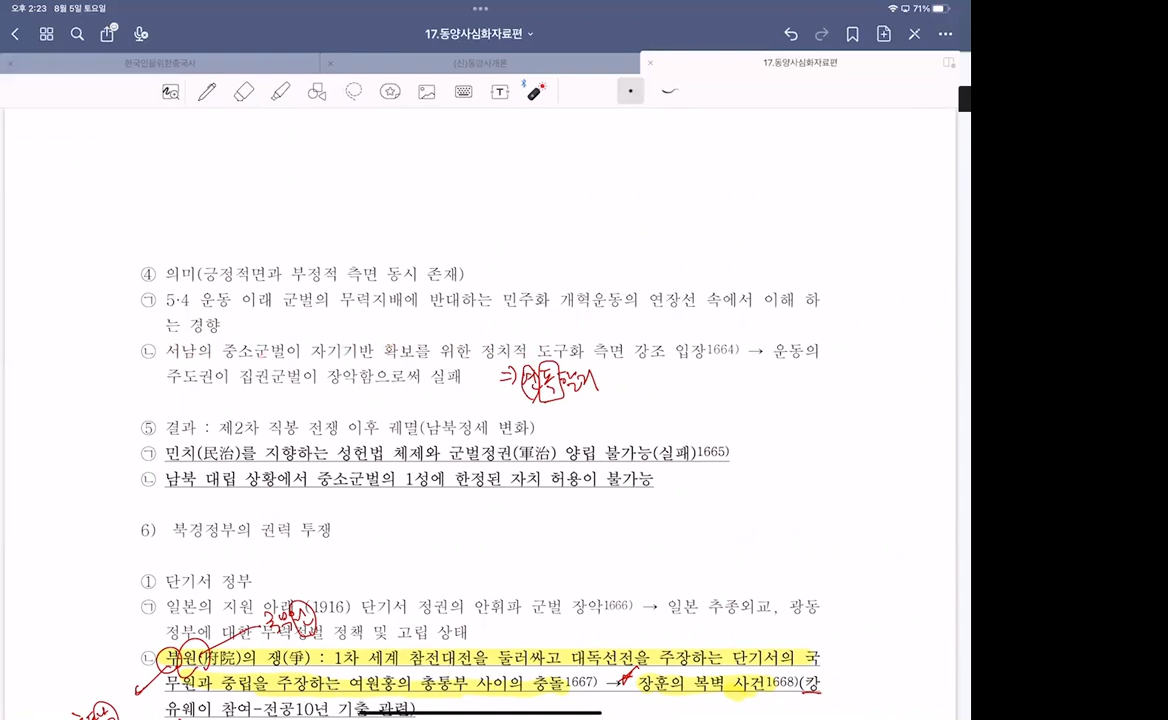 오후 2:23 8월 5일 토요일
71%
17.동양사심화자료편
한국인을위한중국사
(신)동양사개론
17.동양사심화자료편
④ 의미(긍정적면과 부정적 측면 동시 존재)
㉠ 5·4 운동 이래 군벌의 무력지배에 반대하는 민주화 개혁운동의 연장선 속에서 이해 하
는 경향
㉡ 서남의 중소군벌이 자기기반 확보를 위한 정치적 도구화 측면 강조 입장1664) → 운동의
주도권이 집권군벌이 장악함으로써 실패
⑤ 결과 : 제2차 직봉 전쟁 이후 궤멸(남북정세 변화)
㉠ 민치(民治)를 지향하는 성헌법 체제와 군벌정권(軍治) 양립 불가능(실패)1665)
㉡ 남북 대립 상황에서 중소군벌의 1성에 한정된 자치 허용이 불가능
6) 북경정부의 권력 투쟁
① 단기서 정부
㉠ 일본의 지원 아래 (1916) 단기서 정권의 안휘파 군벌 장악1666) → 일본 추종외교, 광동
정부에 대한 무력정벌 정책 및 고립 상태
㉡ 부원(府院)의 쟁(爭) : 1차 세계 참전대전을 둘러싸고 대독선전을 주장하는 단기서의 국
무원과 중립을 주장하는 여원홍의 총통부 사이의 충돌1667) → 장훈의 복벽 사건1668)(캉
유웨이 참여-전공10년 기출 관련)